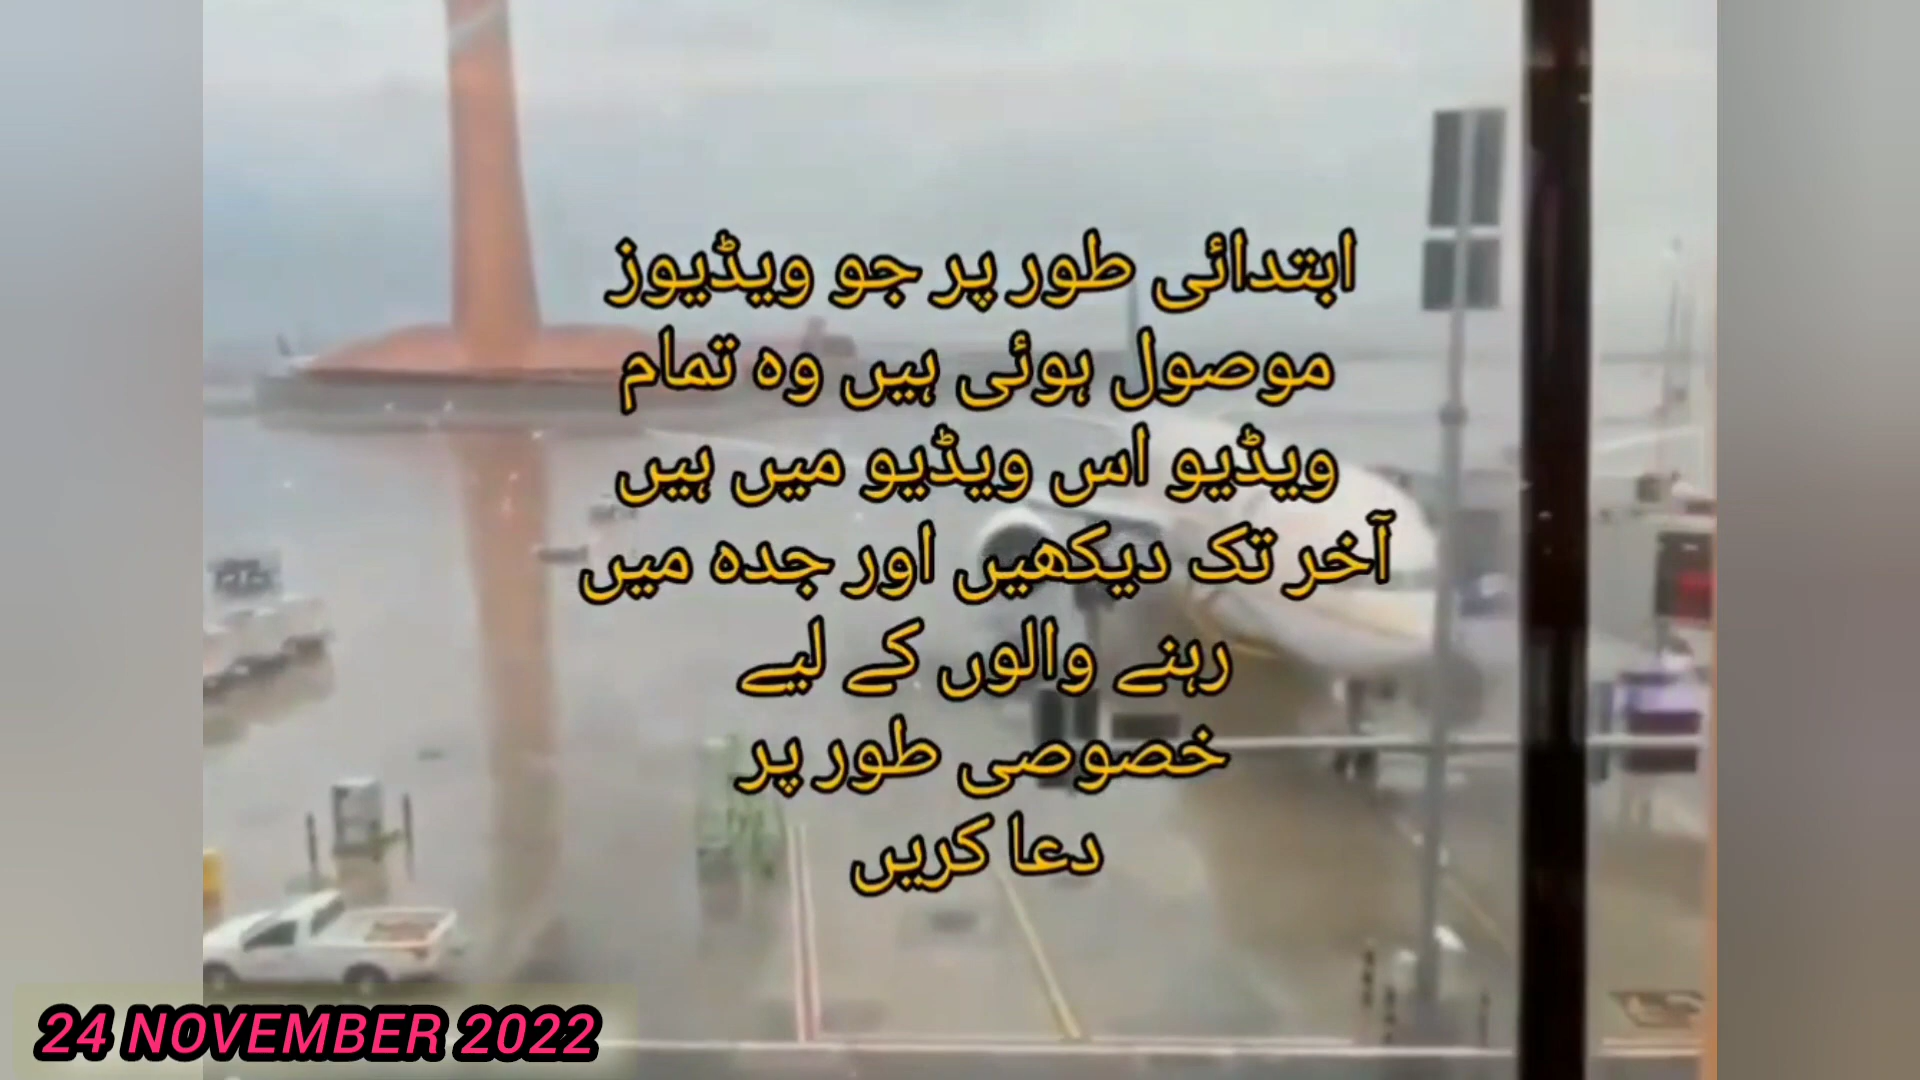 ابتدائی طور پر جو ویڈیوز
موصول ہوئی ہیں وہ تمام
ویڈیو اس ویڈیو میں ہیں
آخر تک دیکھیں اور جدہ میں
رہنے والوں کے لیے
خصوصی طور پر
دعا کریں
24 NOVEMBER 2022